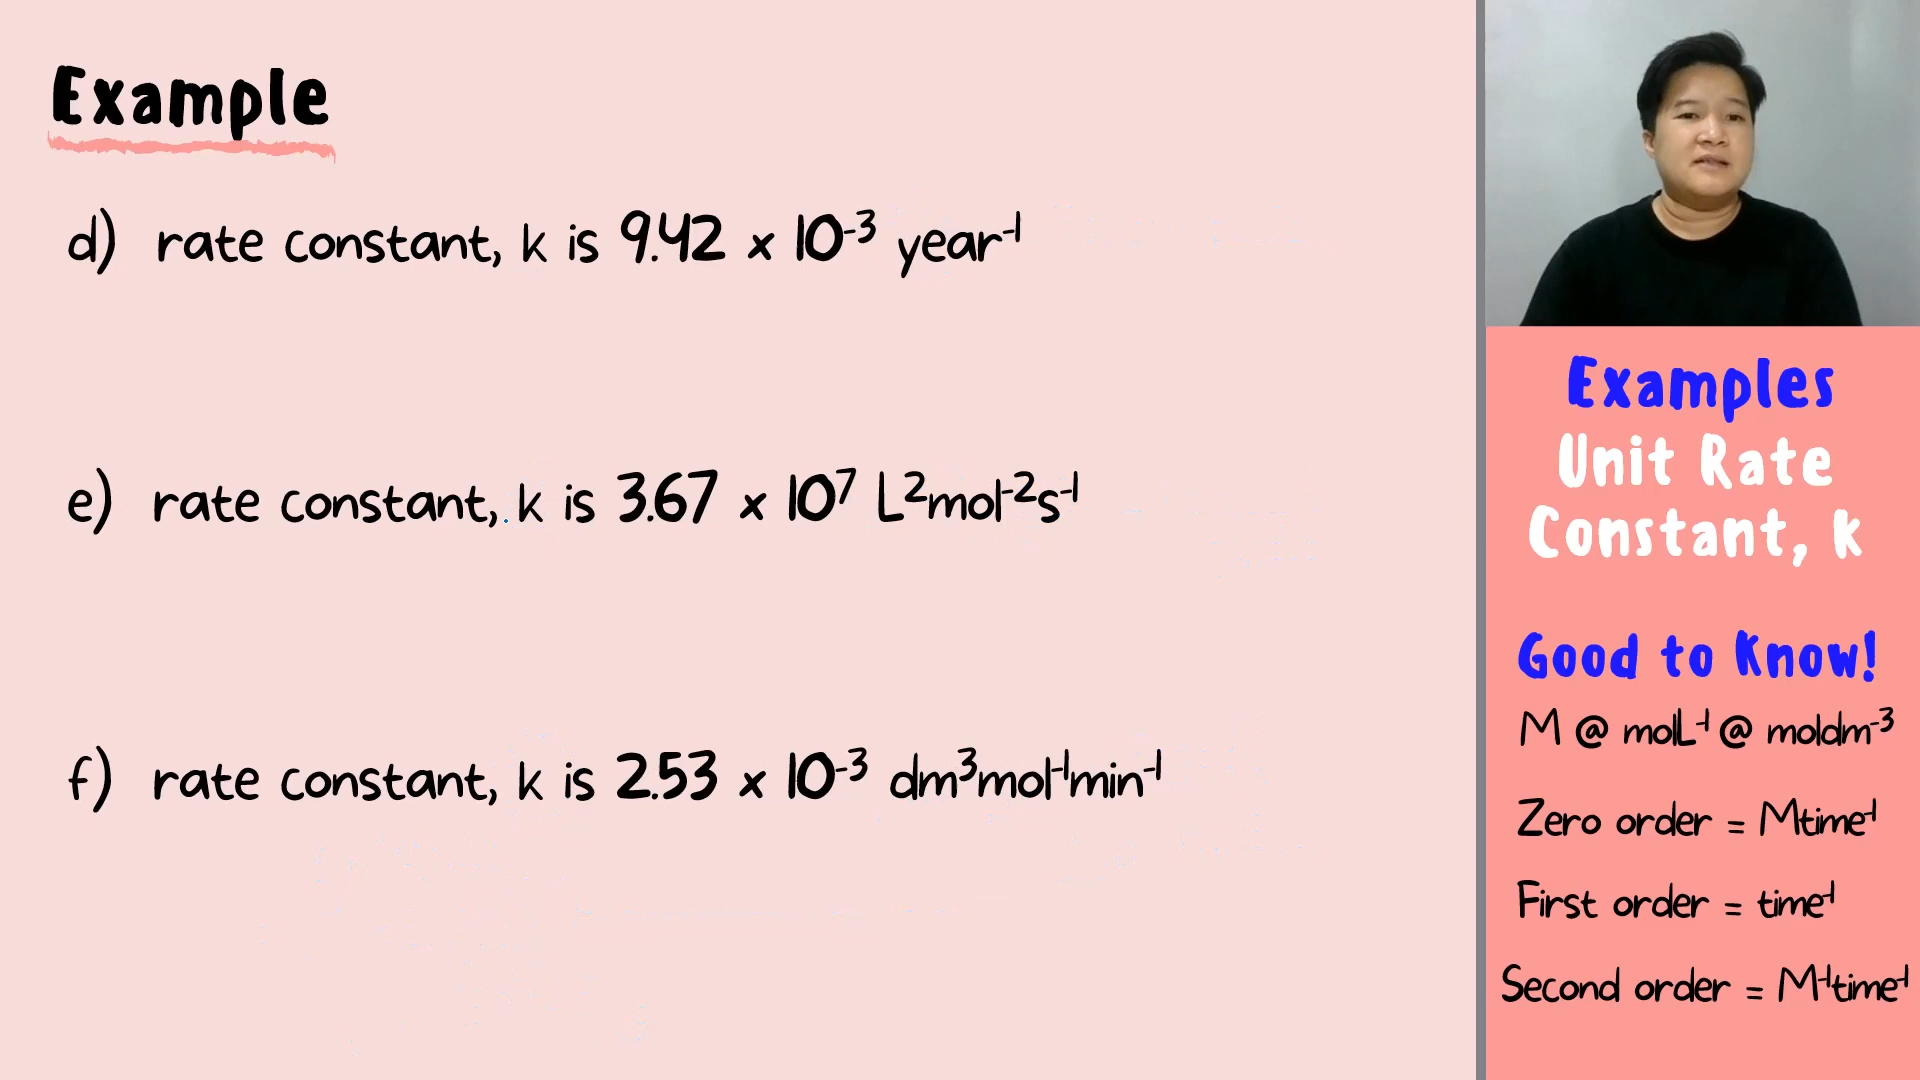 Example
d) rate constant, k is 9.42 x 10⁻³ year⁻¹
e) rate constant, k is 3.67 x 10⁷ L²mol⁻²s⁻¹
f) rate constant, k is 2.53 x 10⁻³ dm³mol⁻¹min⁻¹
Examples
Unit Rate
Constant, k
Good to Know!
M @ molL⁻¹ @ moldm⁻³
Zero order = Mtime⁻¹
First order = time⁻¹
Second order = M⁻¹time⁻¹